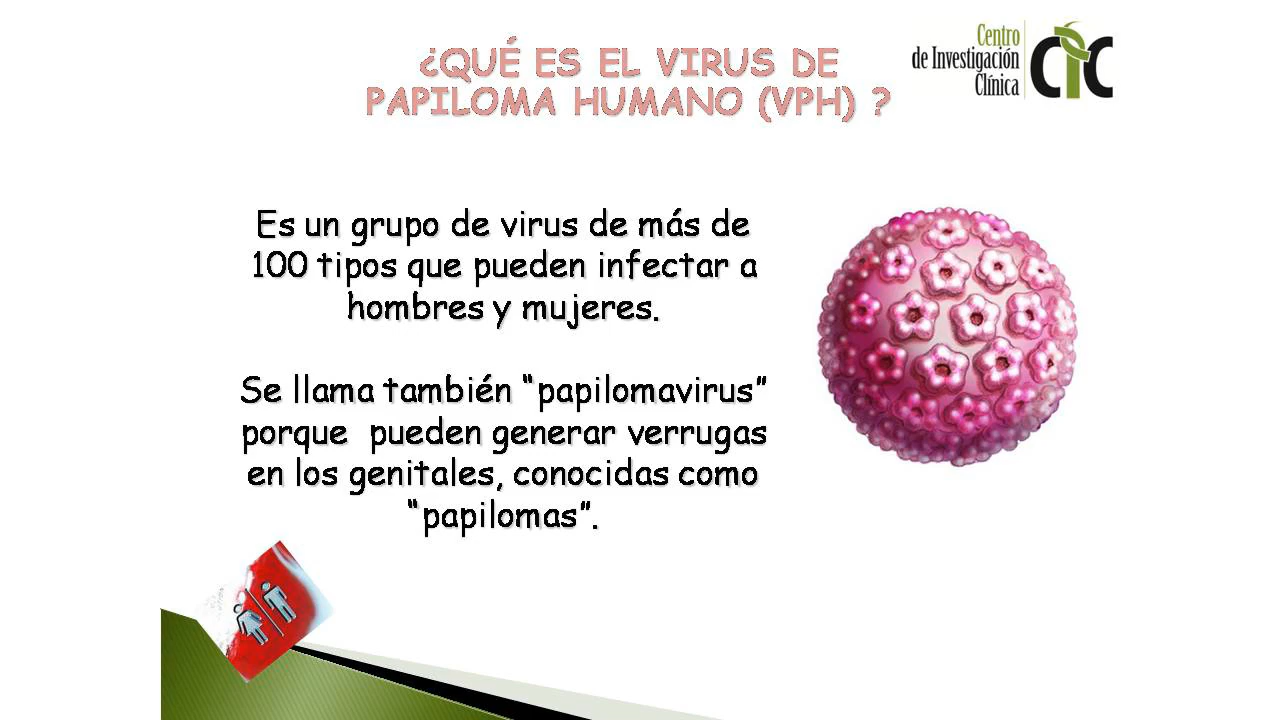 ¿QUÉ ES EL VIRUS DE
PAPILOMA HUMANO (VPH) ?
Centro
de Investigación
Clínica
CIC
Es un grupo de virus de más de
100 tipos que pueden infectar a
hombres y mujeres.
Se llama también “papilomavirus”
porque  pueden generar verrugas
en los genitales, conocidas como
“papilomas”.